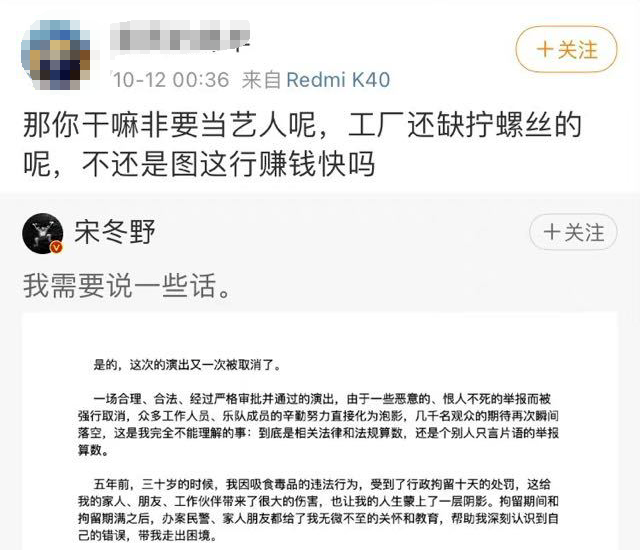 /10-12 00:36 来自 Redmi K40
+关注
那你干嘛非要当艺人呢，工厂还缺拧螺丝的
呢，不还是图这行赚钱快吗
宋冬野
+关注
我需要说一些话。
是的，这次的演出又一次被取消了。
一场合理、合法、经过严格审批并通过的演出，由于一些恶意的、恨人不死的举报而被
强行取消，众多工作人员、乐队成员的辛勤努力直接化为泡影，几千名观众的期待再次瞬间
落空，这是我完全不能理解的事：到底是相关法律和法规算数，还是个别人只言片语的举报
算数。
五年前，三十岁的时候，我因吸食毒品的违法行为，受到了行政拘留十天的处罚，这给
我的家人、朋友、工作伙伴带来了很大的伤害，也让我的人生蒙上了一层阴影。拘留期间和
拘留期满之后，办案民警、家人朋友都给了我无微不至的关怀和教育，帮助我深刻认识到自
己的错误，带我走出困境。